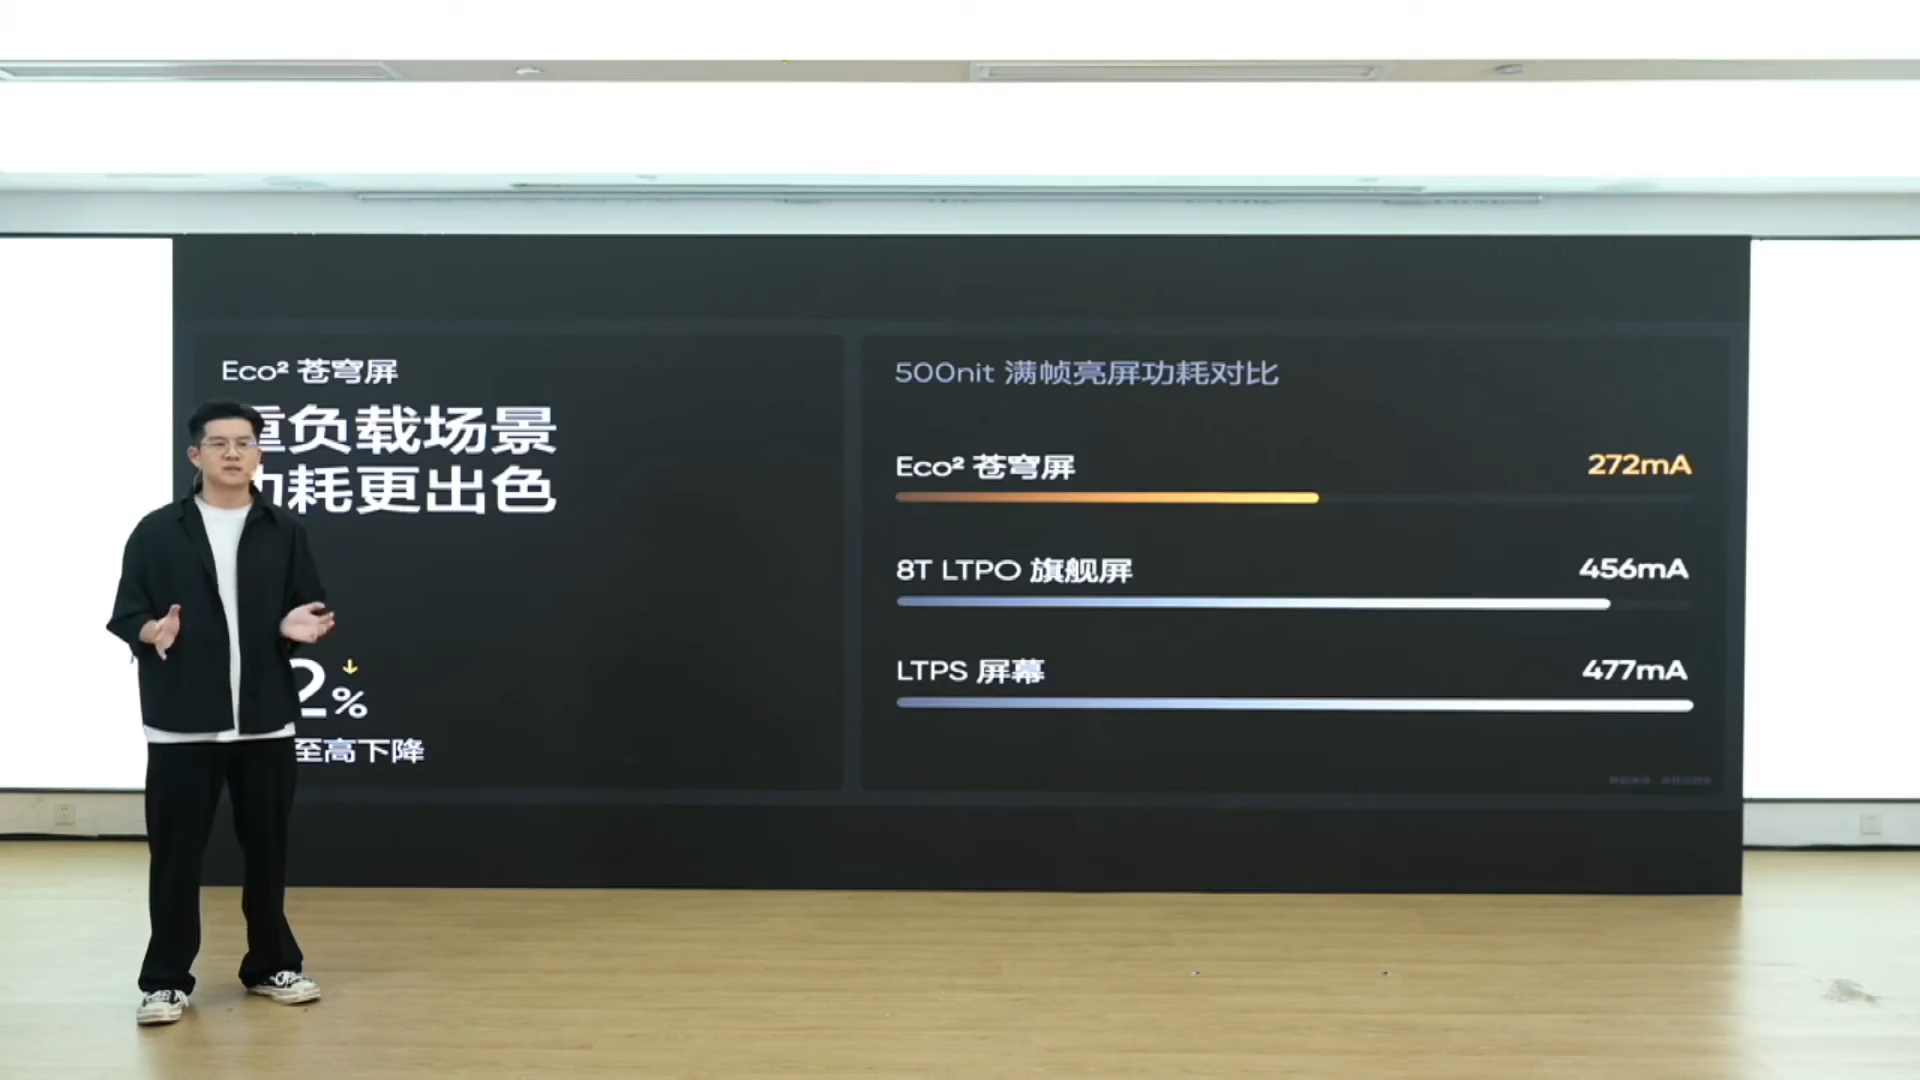 Eco² 苍穹屏
重负载场景
功耗更出色
2%
至高下降
500nit 满帧亮屏功耗对比
Eco² 苍穹屏 272mA
8T LTPO 旗舰屏 456mA
LTPS 屏幕 477mA